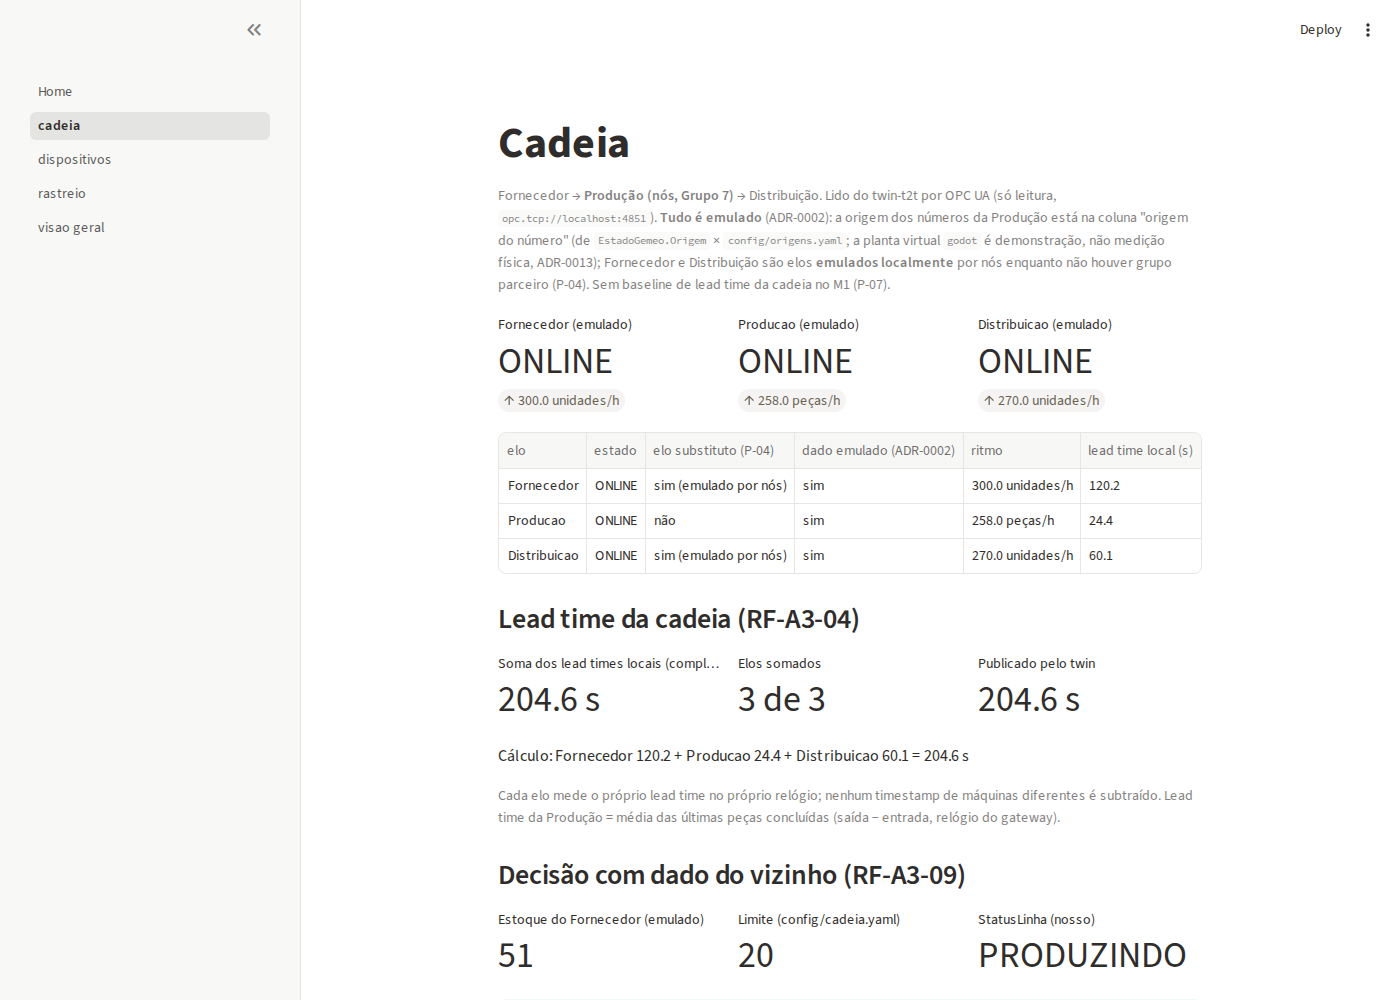 Deploy
Home
cadeia
dispositivos
rastreio
visao geral
Cadeia
Fornecedor → Produção (nós, Grupo 7) → Distribuição. Lido do twin-t2t por OPC UA (só leitura,
opc.tcp://localhost:4851 ). Tudo é emulado (ADR-0002): a origem dos números da Produção está na coluna "origem
do número" (de EstadoGemeo.Origem × config/origens.yaml ; a planta virtual godot é demonstração, não medição
física, ADR-0013); Fornecedor e Distribuição são elos emulados localmente por nós enquanto não houver grupo
parceiro (P-04). Sem baseline de lead time da cadeia no M1 (P-07).
Fornecedor (emulado) Producao (emulado) Distribuicao (emulado)
ONLINE ONLINE ONLINE
↑ 300.0 unidades/h ↑ 258.0 peças/h ↑ 270.0 unidades/h
elo estado elo substituto (P-04) dado emulado (ADR-0002) ritmo lead time local (s)
Fornecedor ONLINE sim (emulado por nós) sim 300.0 unidades/h 120.2
Producao ONLINE não sim 258.0 peças/h 24.4
Distribuicao ONLINE sim (emulado por nós) sim 270.0 unidades/h 60.1
Lead time da cadeia (RF-A3-04)
Soma dos lead times locais (compl... Elos somados Publicado pelo twin
204.6 s 3 de 3 204.6 s
Cálculo: Fornecedor 120.2 + Producao 24.4 + Distribuicao 60.1 = 204.6 s
Cada elo mede o próprio lead time no próprio relógio; nenhum timestamp de máquinas diferentes é subtraído. Lead
time da Produção = média das últimas peças concluídas (saída − entrada, relógio do gateway).
Decisão com dado do vizinho (RF-A3-09)
Estoque do Fornecedor (emulado) Limite (config/cadeia.yaml) StatusLinha (nosso)
51 20 PRODUZINDO